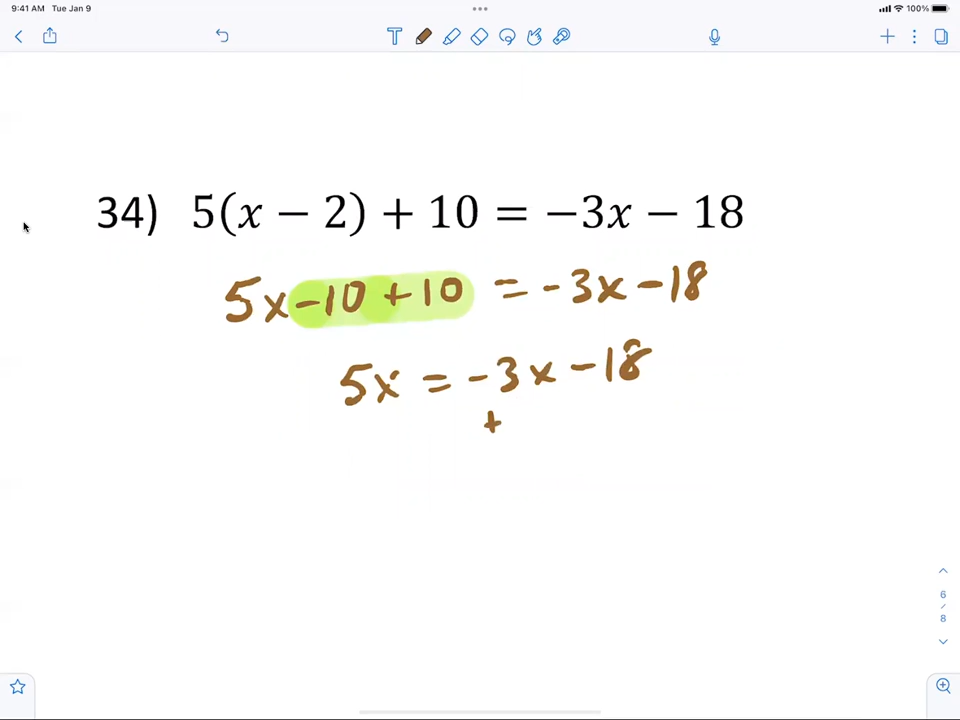 9:41 AM Tue Jan 9
100%
T
34) 5(x − 2) + 10 = −3x − 18
5x -10 +10 = -3x -18
5x = -3x -18
+
6
/
8